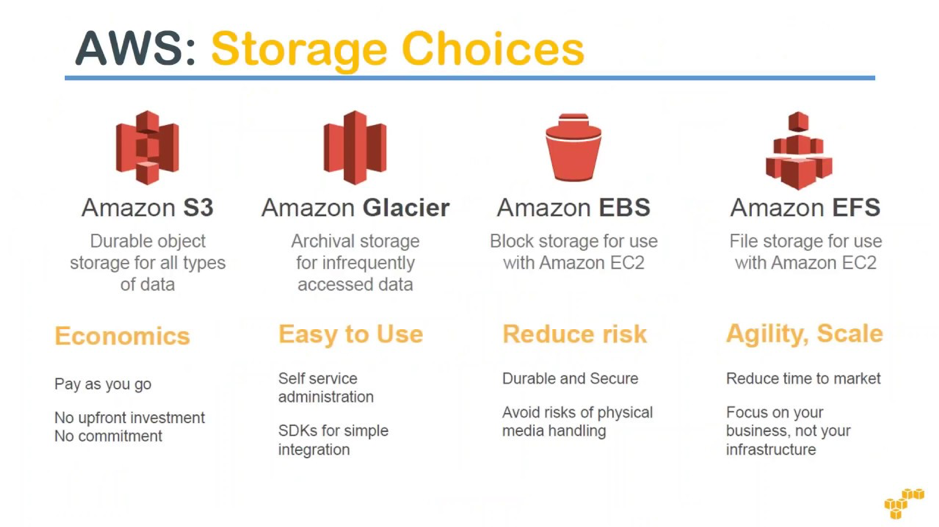 AWS: Storage Choices
Amazon S3
Durable object
storage for all types
of data
Amazon Glacier
Archival storage
for infrequently
accessed data
Amazon EBS
Block storage for use
with Amazon EC2
Amazon EFS
File storage for use
with Amazon EC2
Economics
Pay as you go
No upfront investment
No commitment
Easy to Use
Self service
administration
SDKs for simple
integration
Reduce risk
Durable and Secure
Avoid risks of physical
media handling
Agility, Scale
Reduce time to market
Focus on your
business, not your
infrastructure